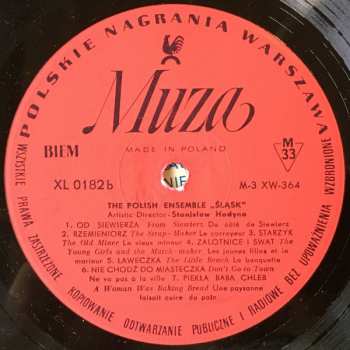 POLSKIE NAGRANIA WARSZAWA
Muza
MADE IN POLAND
BIEM
M 33
XL 0182b
M-3 XW-364
THE POLISH ENSEMBLE „ŚLĄSK"
Artistic Director - Stanisław Hadyna
1. OD SIEWIERZA From Siewierz Du côté de Siewierz
2. RZEMIENIORZ The Strap-Maker Le corroyeur 3. STARZYK
The Old Miner Le vieux mineur 4. ZALOTNICE I SWAT The
Young Girls and the Match maker Les jeunes filles et le
marieur 5. ŁAWECZKA The Little Bench La banquette
6. NIE CHODŹ DO MIASTECZKA Don't Go to Town
Ne va pas à la ville 7. PIEKŁA BABA CHLEB
A Woman Was Baking Bread Une paysanne
faisait cuire du pain
WSZYSTKIE PRAWA ZASTRZEŻONE KOPIOWANIE ODTWARZANIE PUBLICZNE I RADIOWE BEZ UPOWAŻNIENIA WZBRONIONE